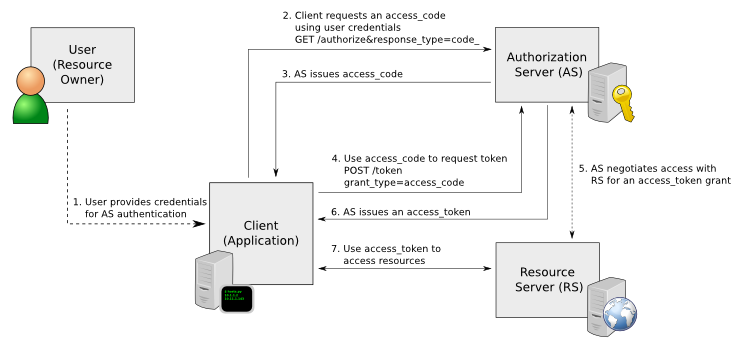 User
(Resource
Owner)
2. Client requests an access_code
using user credentials
GET /authorize&response_type=code_
Authorization
Server (AS)
3. AS issues access_code
4. Use access_code to request token
POST /token
grant_type=access_code
5. AS negotiates access with
RS for an access_token grant
1. User provides credentials
for AS authentication
6. AS issues an access_token
Client
(Application)
7. Use access_token to
access resources
Resource
Server (RS)